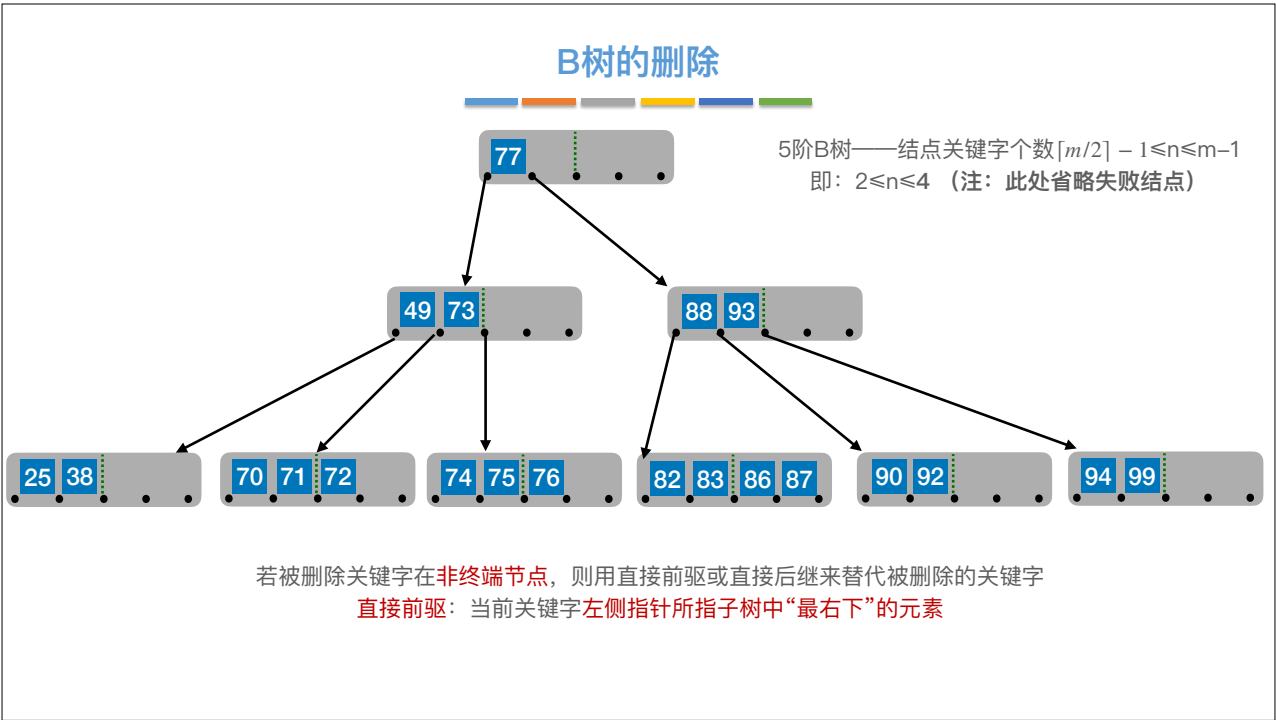 B树的删除
5阶B树——结点关键字个数⌈m/2⌉ − 1≤n≤m−1
即：2≤n≤4 （注：此处省略失败结点）
77
49 73
88 93
25 38
70 71 72
74 75 76
82 83 86 87
90 92
94 99
若被删除关键字在非终端节点，则用直接前驱或直接后继来替代被删除的关键字
直接前驱：当前关键字左侧指针所指子树中“最右下”的元素